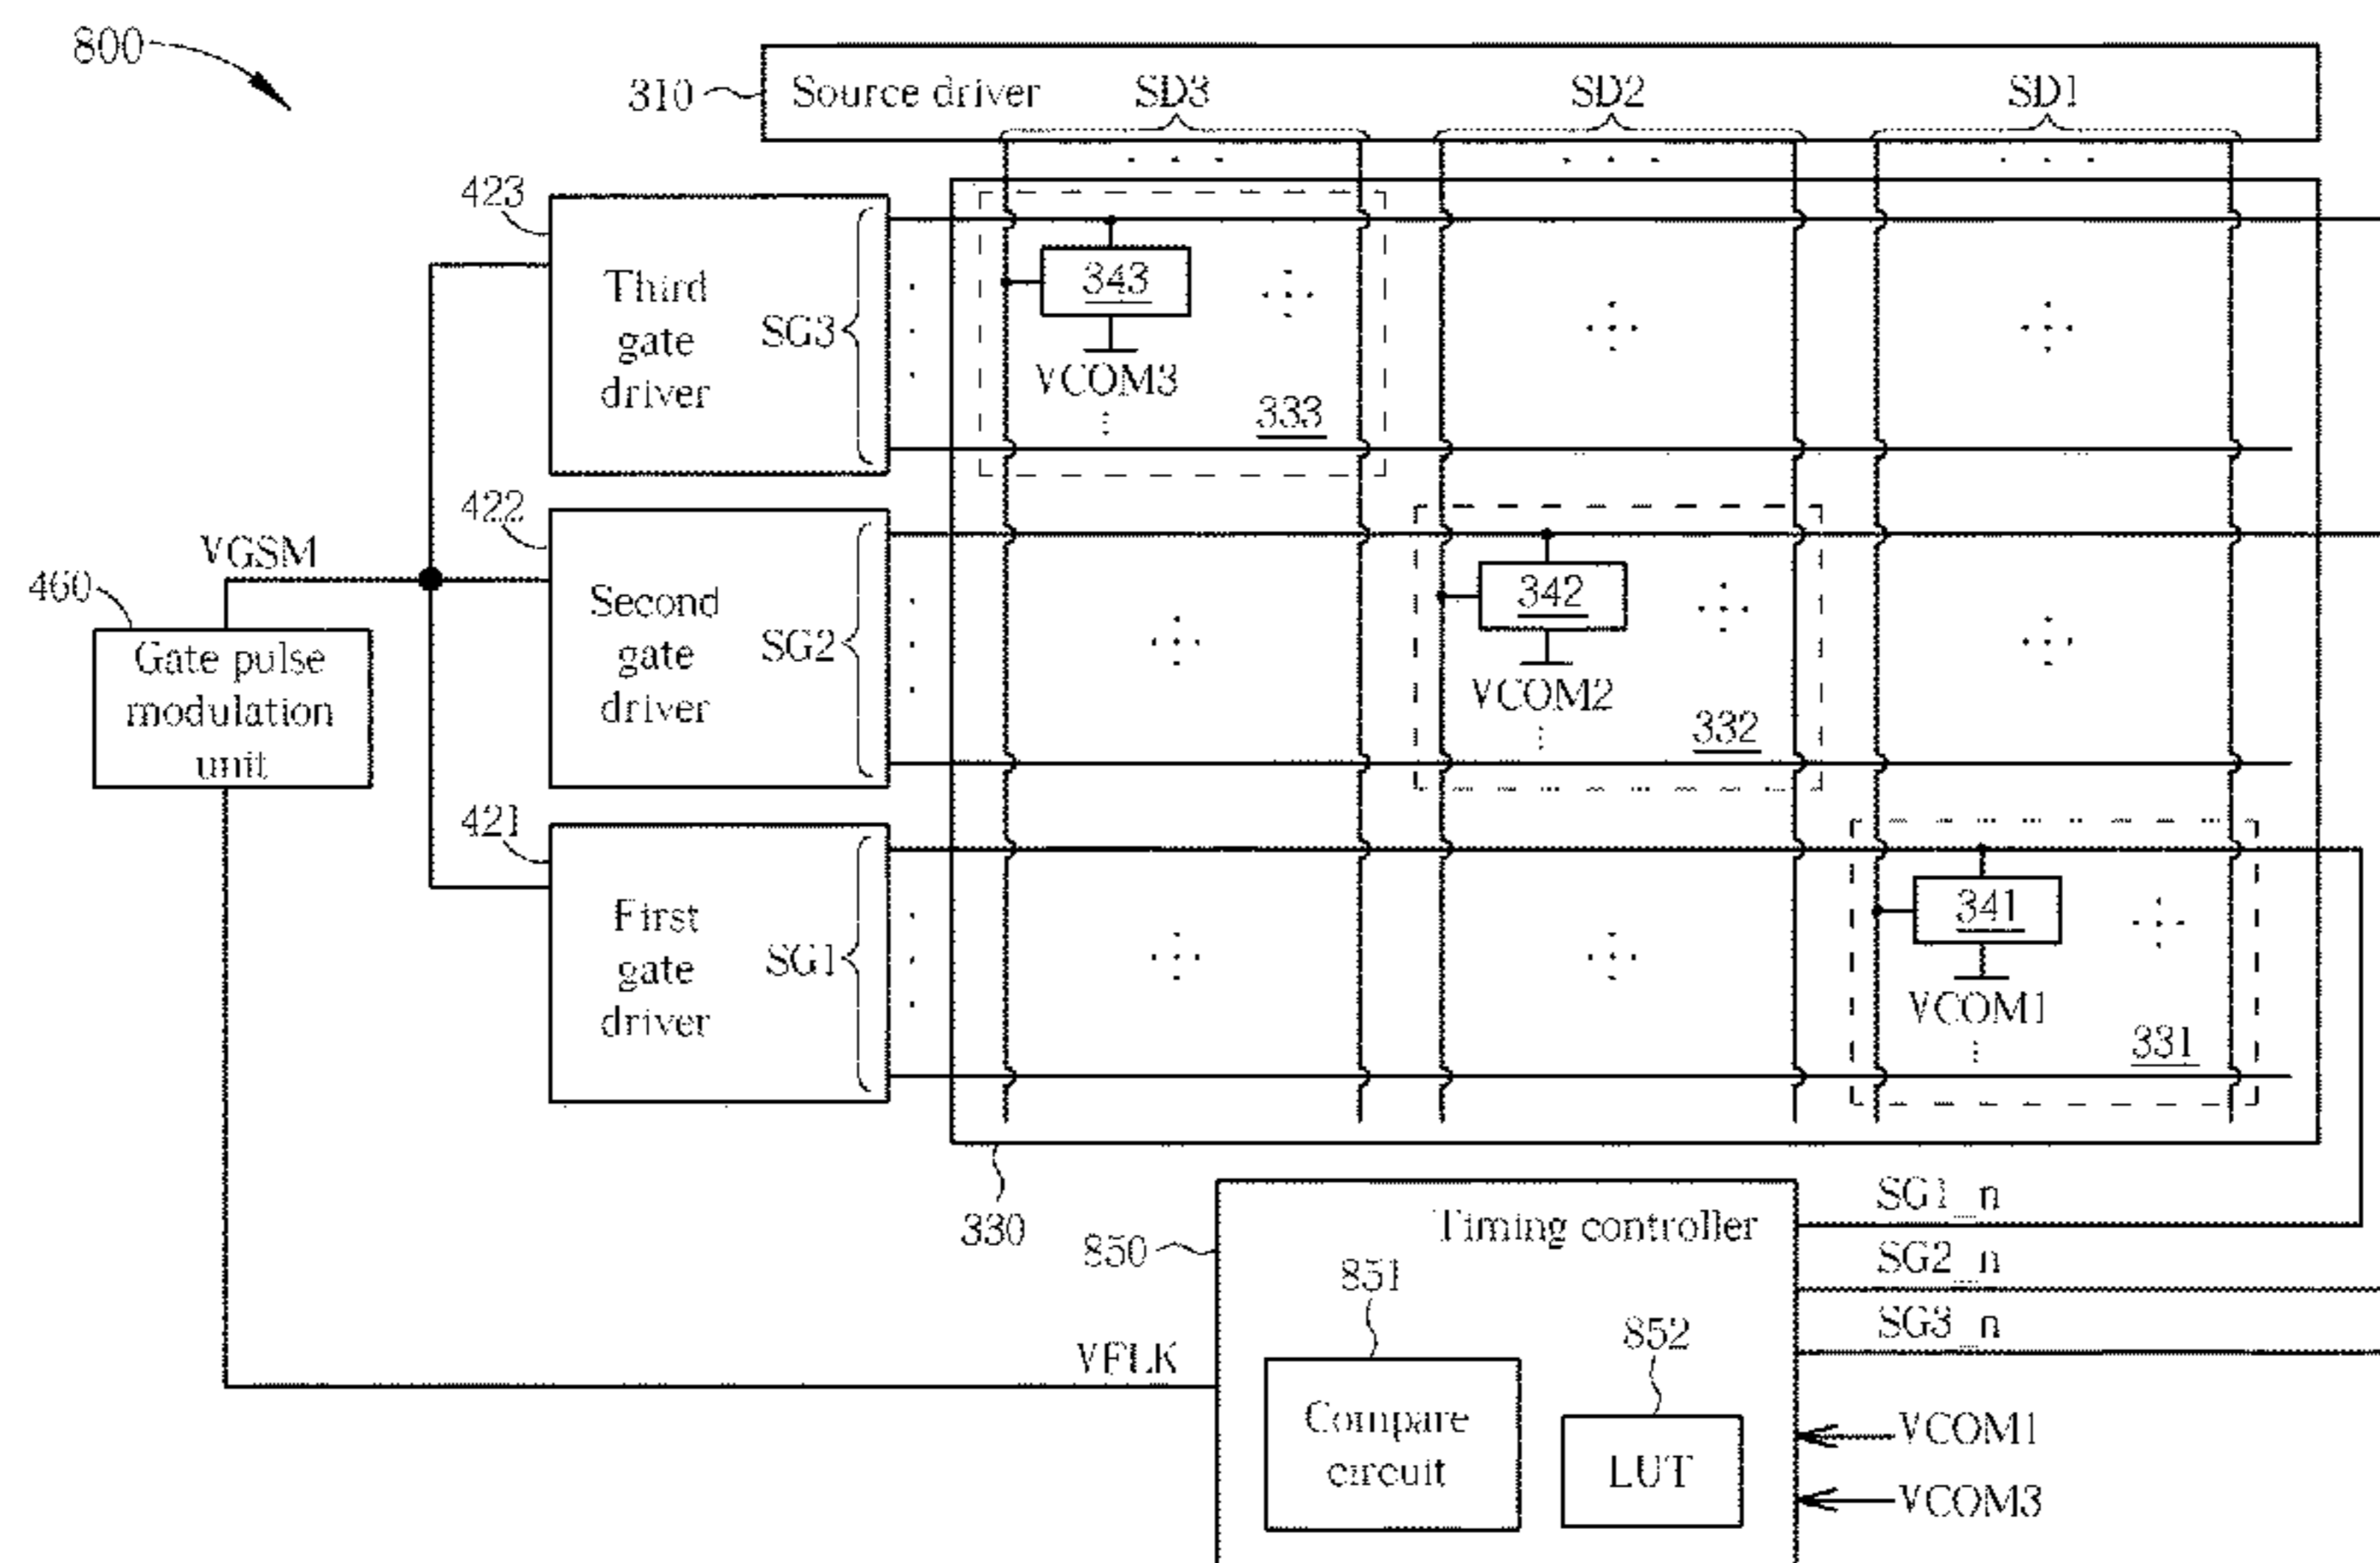 800
310
Source driver
SD3
SD2
SD1
423
Third
gate
driver
SG3
343
VCOM3
333
422
VGSM
460
Gate pulse
modulation
unit
Second
gate
driver
SG2
342
VCOM2
332
421
First
gate
driver
SG1
341
VCOM1
331
330
850
Timing controller
SG1_n
SG2_n
SG3_n
851
852
VFLK
Compare
circuit
LUT
VCOM1
VCOM3